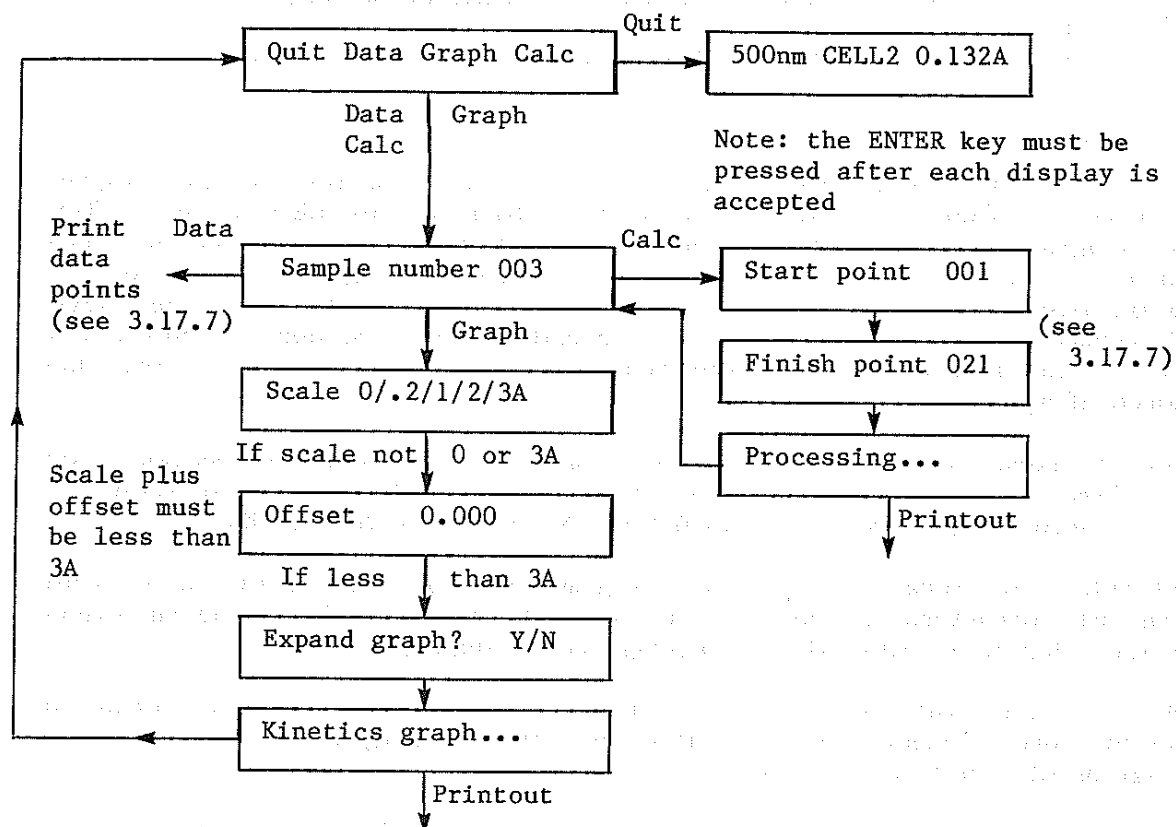 Quit
Quit Data Graph Calc
500nm CELL2 0.132A
Data
Calc
Graph
Note: the ENTER key must be
pressed after each display is
accepted
Print Data
data
points
(see 3.17.7)
Sample number 003
Calc
Start point 001
(see
3.17.7)
Graph
Finish point 021
Scale 0/.2/1/2/3A
If scale not 0 or 3A
Processing...
Scale plus
offset must
be less than
3A
Offset 0.000
Printout
If less than 3A
Expand graph? Y/N
Kinetics graph...
Printout